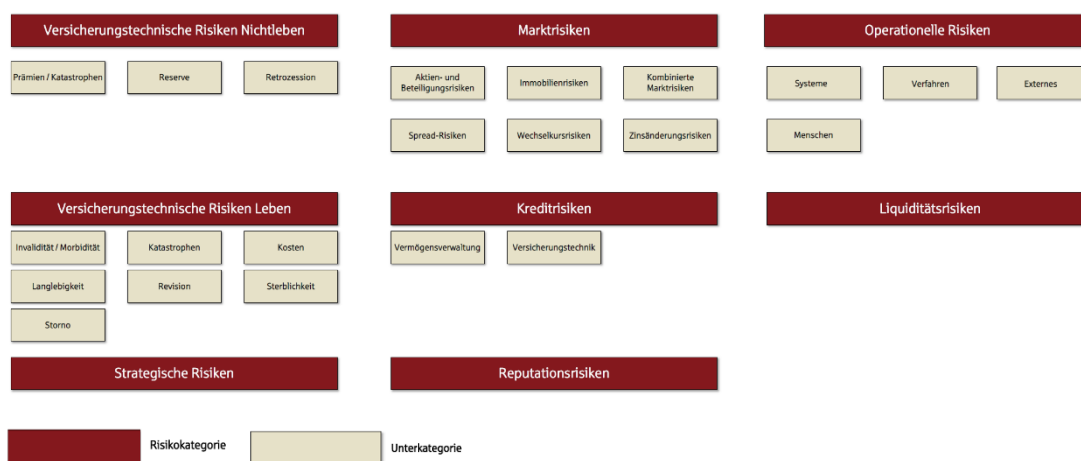 Versicherungstechnische Risiken Nichtleben
Prämien / Katastrophen
Reserve
Retrozession
Marktrisiken
Aktien- und
Beteiligungsrisiken
Immobilienrisiken
Kombinierte
Marktrisiken
Spread-Risiken
Wechselkursrisiken
Zinsänderungsrisiken
Operationelle Risiken
Systeme
Verfahren
Externes
Menschen
Versicherungstechnische Risiken Leben
Invalidität / Morbidität
Katastrophen
Kosten
Langlebigkeit
Revision
Sterblichkeit
Storno
Kreditrisiken
Vermögensverwaltung
Versicherungstechnik
Liquiditätsrisiken
Strategische Risiken
Reputationsrisiken
Risikokategorie
Unterkategorie